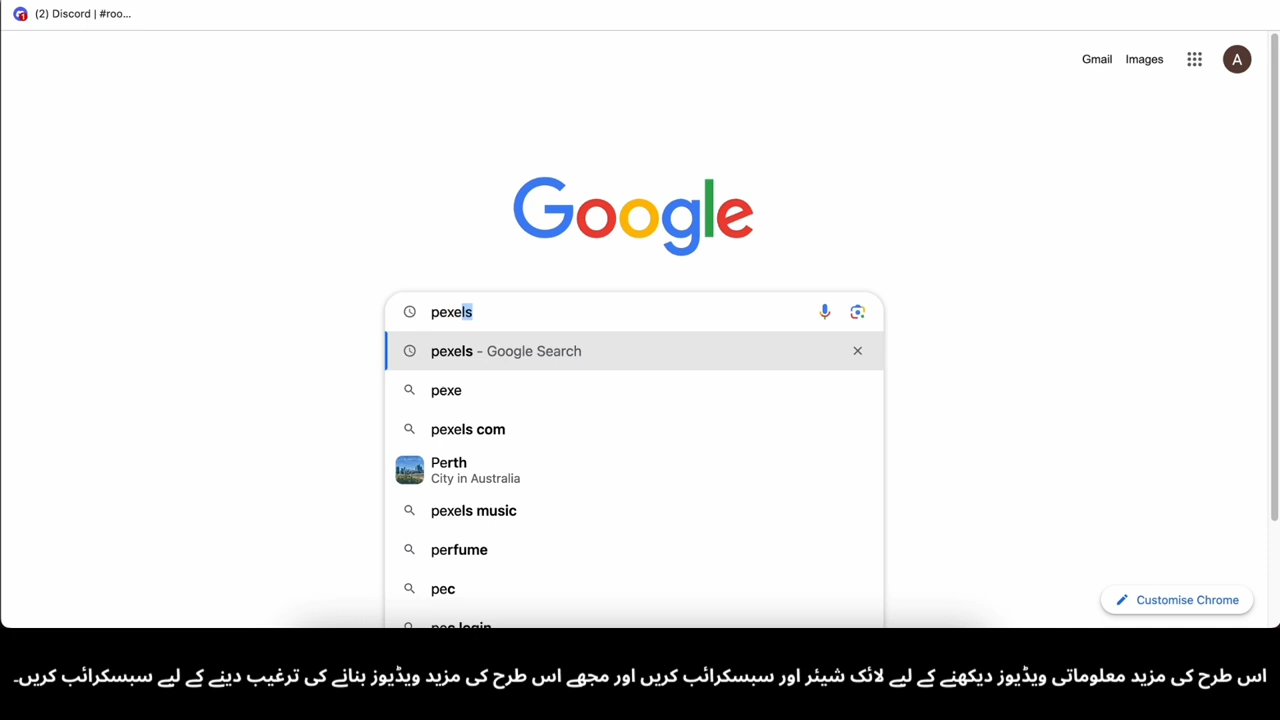 (2) Discord | #roo...
Gmail Images A
Google
pexels
pexels - Google Search
pexe
pexels com
Perth
City in Australia
pexels music
perfume
pec
pec login
Customise Chrome
اس طرح کی مزید معلوماتی ویڈیوز دیکھنے کے لیے لائک شیئر اور سبسکرائب کریں اور مجھے اس طرح کی مزید ویڈیوز بنانے کی ترغیب دینے کے لیے سبسکرائب کریں۔